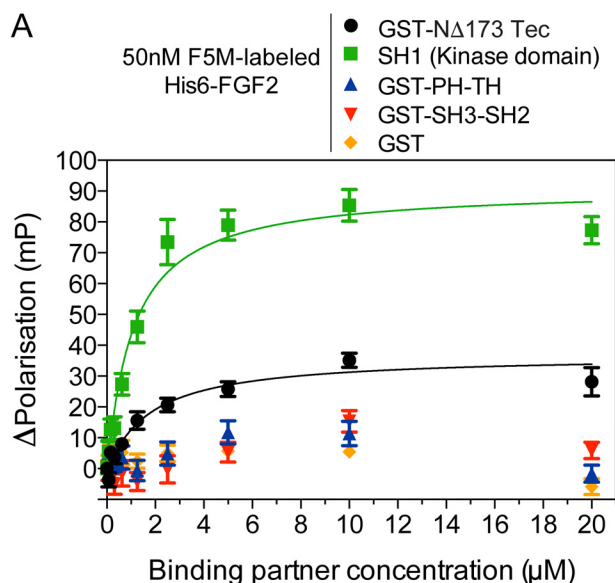 A
50nM F5M-labeled
His6-FGF2
GST-NΔ173 Tec
SH1 (Kinase domain)
GST-PH-TH
GST-SH3-SH2
GST
ΔPolarisation (mP)
100
90
80
70
60
50
40
30
20
10
0
0
2
4
6
8
10
12
14
16
18
20
Binding partner concentration (µM)